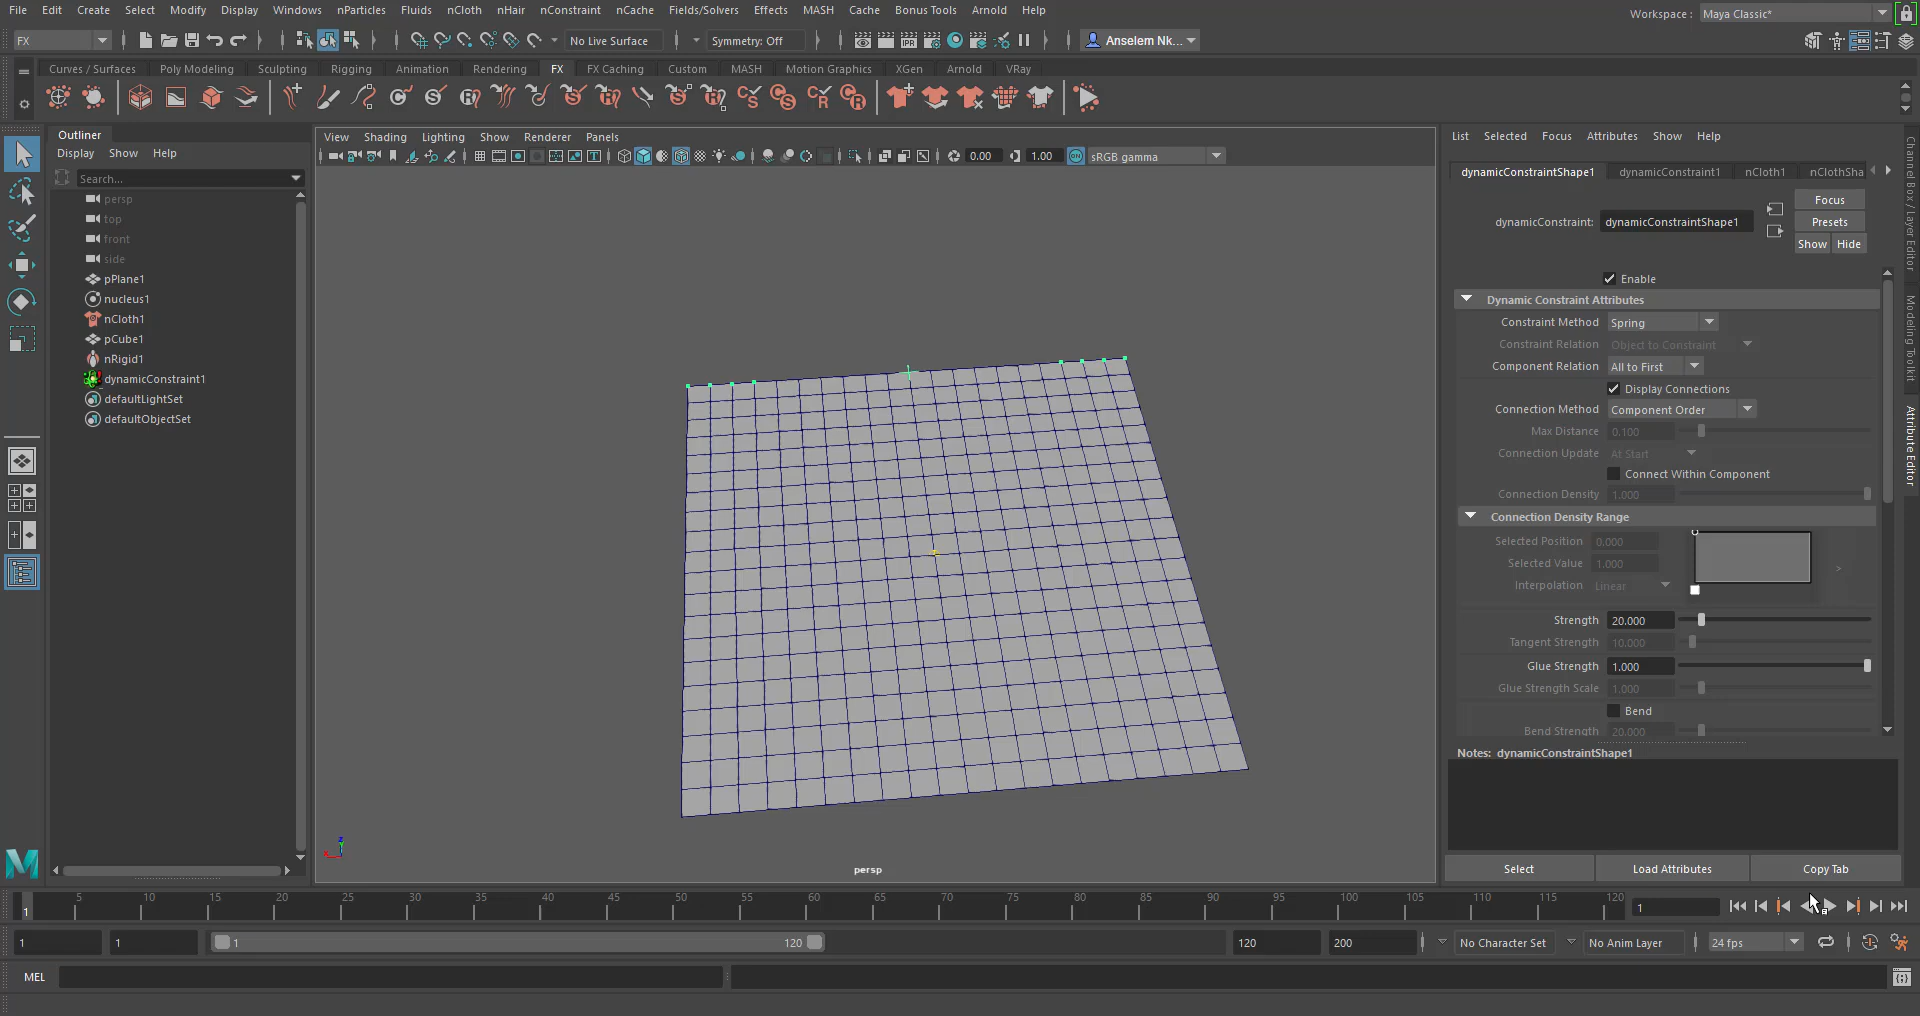 File Edit Create Select Modify Display Windows nParticles Fluids nCloth nHair nConstraint nCache Fields/Solvers Effects MASH Cache Bonus Tools Arnold Help
Workspace : Maya Classic*
FX No Live Surface Symmetry: Off Anselem Nk...
Curves / Surfaces Poly Modeling Sculpting Rigging Animation Rendering FX FX Caching Custom MASH Motion Graphics XGen Arnold VRay
Outliner
Display Show Help
Search...
persp
top
front
side
pPlane1
nucleus1
nCloth1
pCube1
nRigid1
dynamicConstraint1
defaultLightSet
defaultObjectSet
View Shading Lighting Show Renderer Panels
0.00 1.00 ON sRGB gamma
persp
List Selected Focus Attributes Show Help
dynamicConstraintShape1 dynamicConstraint1 nCloth1 nClothSha
dynamicConstraint: dynamicConstraintShape1
Focus
Presets
Show Hide
Enable
Dynamic Constraint Attributes
Constraint Method Spring
Constraint Relation Object to Constraint
Component Relation All to First
Display Connections
Connection Method Component Order
Max Distance 0.100
Connection Update At Start
Connect Within Component
Connection Density 1.000
Connection Density Range
Selected Position 0.000
Selected Value 1.000
Interpolation Linear
>
Strength 20.000
Tangent Strength 10.000
Glue Strength 1.000
Glue Strength Scale 1.000
Bend
Bend Strength 20.000
Notes: dynamicConstraintShape1
Select Load Attributes Copy Tab
Channel Box / Layer Editor
Modeling Toolkit
Attribute Editor
1 5 10 15 20 25 30 35 40 45 50 55 60 65 70 75 80 85 90 95 100 105 110 115 120 1
1 1 1 120 120 200 No Character Set No Anim Layer 24 fps
MEL